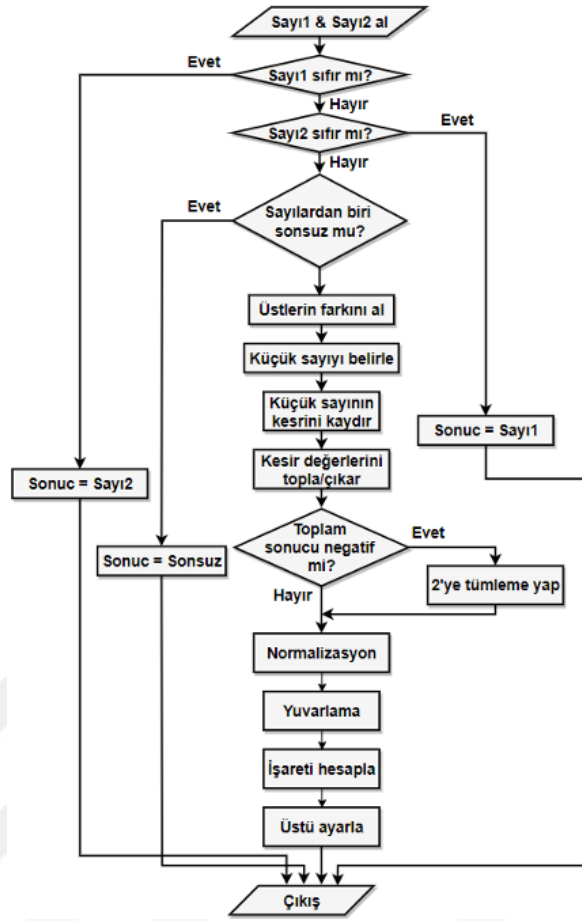 Sayı1 & Sayı2 al
Evet
Sayı1 sıfır mı?
Hayır
Sayı2 sıfır mı?
Evet
Hayır
Evet
Sayılardan biri
sonsuz mu?
Üstlerin farkını al
Küçük sayıyı belirle
Küçük sayının
kesrini kaydır
Sonuc = Sayı1
Kesir değerlerini
topla/çıkar
Sonuc = Sayı2
Toplam
sonucu negatif
mi?
Evet
Sonuc = Sonsuz
2'ye tümleme yap
Hayır
Normalizasyon
Yuvarlama
İşareti hesapla
Üstü ayarla
Çıkış